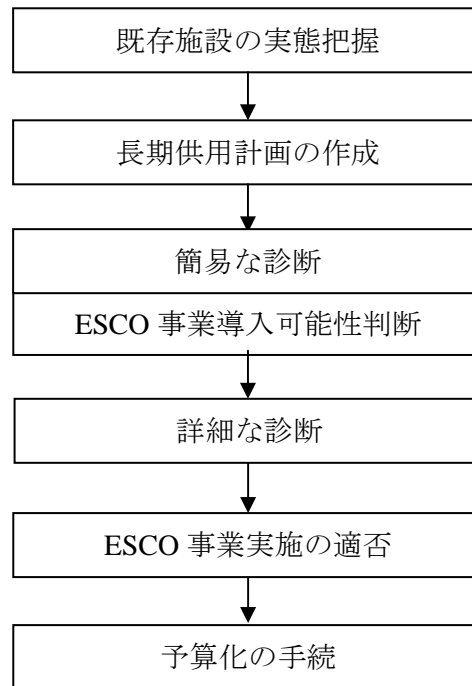 既存施設の実態把握
長期供用計画の作成
簡易な診断
ESCO 事業導入可能性判断
詳細な診断
ESCO 事業実施の適否
予算化の手続